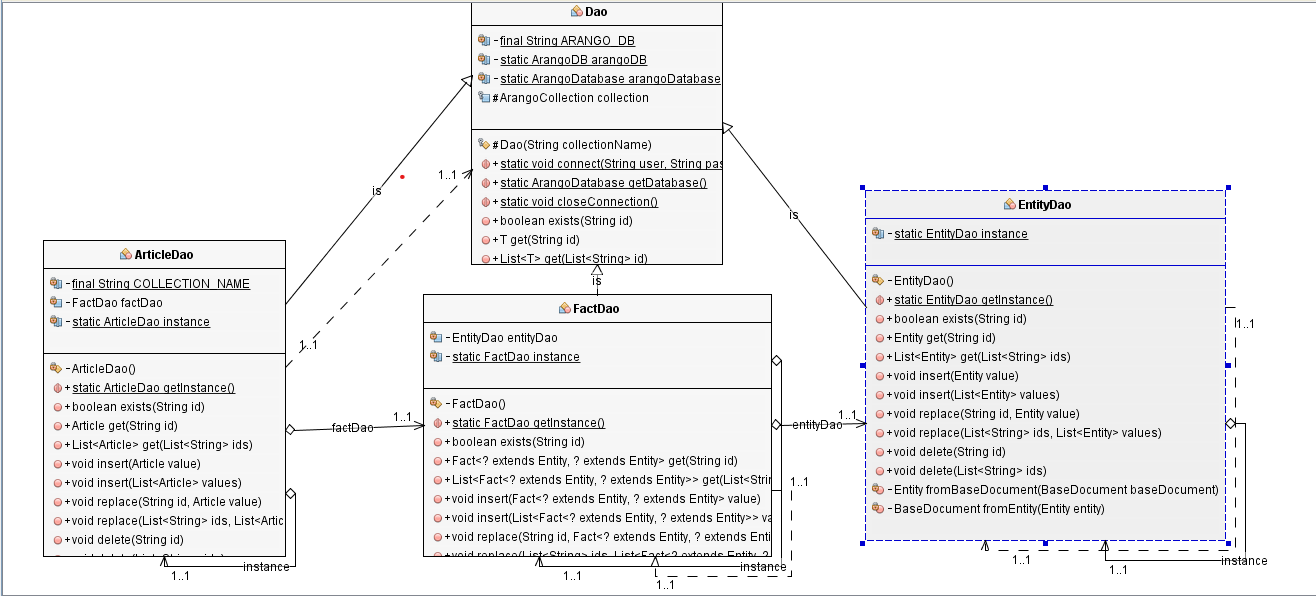 Dao
-final String ARANGO_DB
-static ArangoDB arangoDB
-static ArangoDatabase arangoDatabase
#ArangoCollection collection
#Dao(String collectionName)
+static void connect(String user, String pas
+static ArangoDatabase getDatabase()
+static void closeConnection()
+boolean exists(String id)
+T get(String id)
+List<T> get(List<String> id)
is
1..1
is
is
1..1
ArticleDao
-final String COLLECTION_NAME
-FactDao factDao
-static ArticleDao instance
-ArticleDao()
+static ArticleDao getInstance()
+boolean exists(String id)
+Article get(String id)
+List<Article> get(List<String> ids)
+void insert(Article value)
+void insert(List<Article> values)
+void replace(String id, Article value)
+void replace(List<String> ids, List<Artic
+void delete(String id)
instance
1..1
factDao
1..1
FactDao
-EntityDao entityDao
-static FactDao instance
-FactDao()
+static FactDao getInstance()
+boolean exists(String id)
+Fact<? extends Entity, ? extends Entity> get(String id)
+List<Fact<? extends Entity, ? extends Entity>> get(List<Strin
+void insert(Fact<? extends Entity, ? extends Entity> value)
+void insert(List<Fact<? extends Entity, ? extends Entity>> va
+void replace(String id, Fact<? extends Entity, ? extends Enti
+void replace(List<String> ids, List<Fact<? extends Entity, ?
1..1
instance
1..1
1..1
entityDao
1..1
EntityDao
-static EntityDao instance
-EntityDao()
+static EntityDao getInstance()
+boolean exists(String id)
+Entity get(String id)
+List<Entity> get(List<String> ids)
+void insert(Entity value)
+void insert(List<Entity> values)
+void replace(String id, Entity value)
+void replace(List<String> ids, List<Entity> values)
+void delete(String id)
+void delete(List<String> ids)
-Entity fromBaseDocument(BaseDocument baseDocument)
-BaseDocument fromEntity(Entity entity)
1..1
1..1
instance
1..1